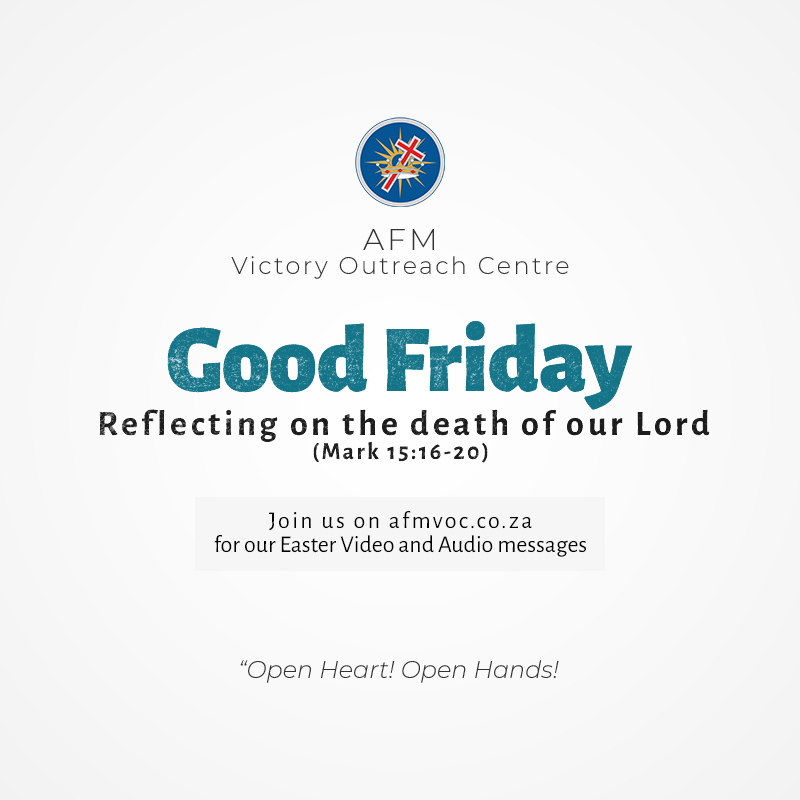 AFM
Victory Outreach Centre
Good Friday
Reflecting on the death of our Lord
(Mark 15:16-20)
Join us on afmvoc.co.za
for our Easter Video and Audio messages
“Open Heart! Open Hands!